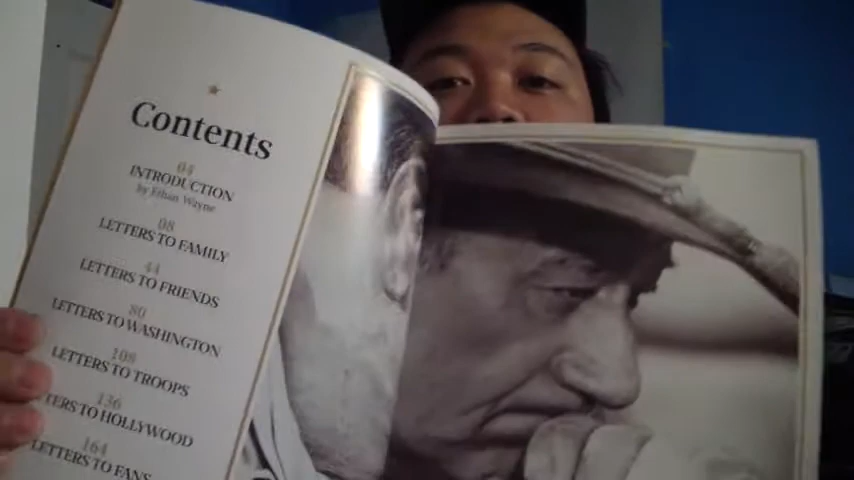 Contents
04
INTRODUCTION
by Ethan Wayne
08
LETTERS TO FAMILY
44
LETTERS TO FRIENDS
80
LETTERS TO WASHINGTON
108
LETTERS TO TROOPS
136
TERS TO HOLLYWOOD
164
LETTERS TO FANS